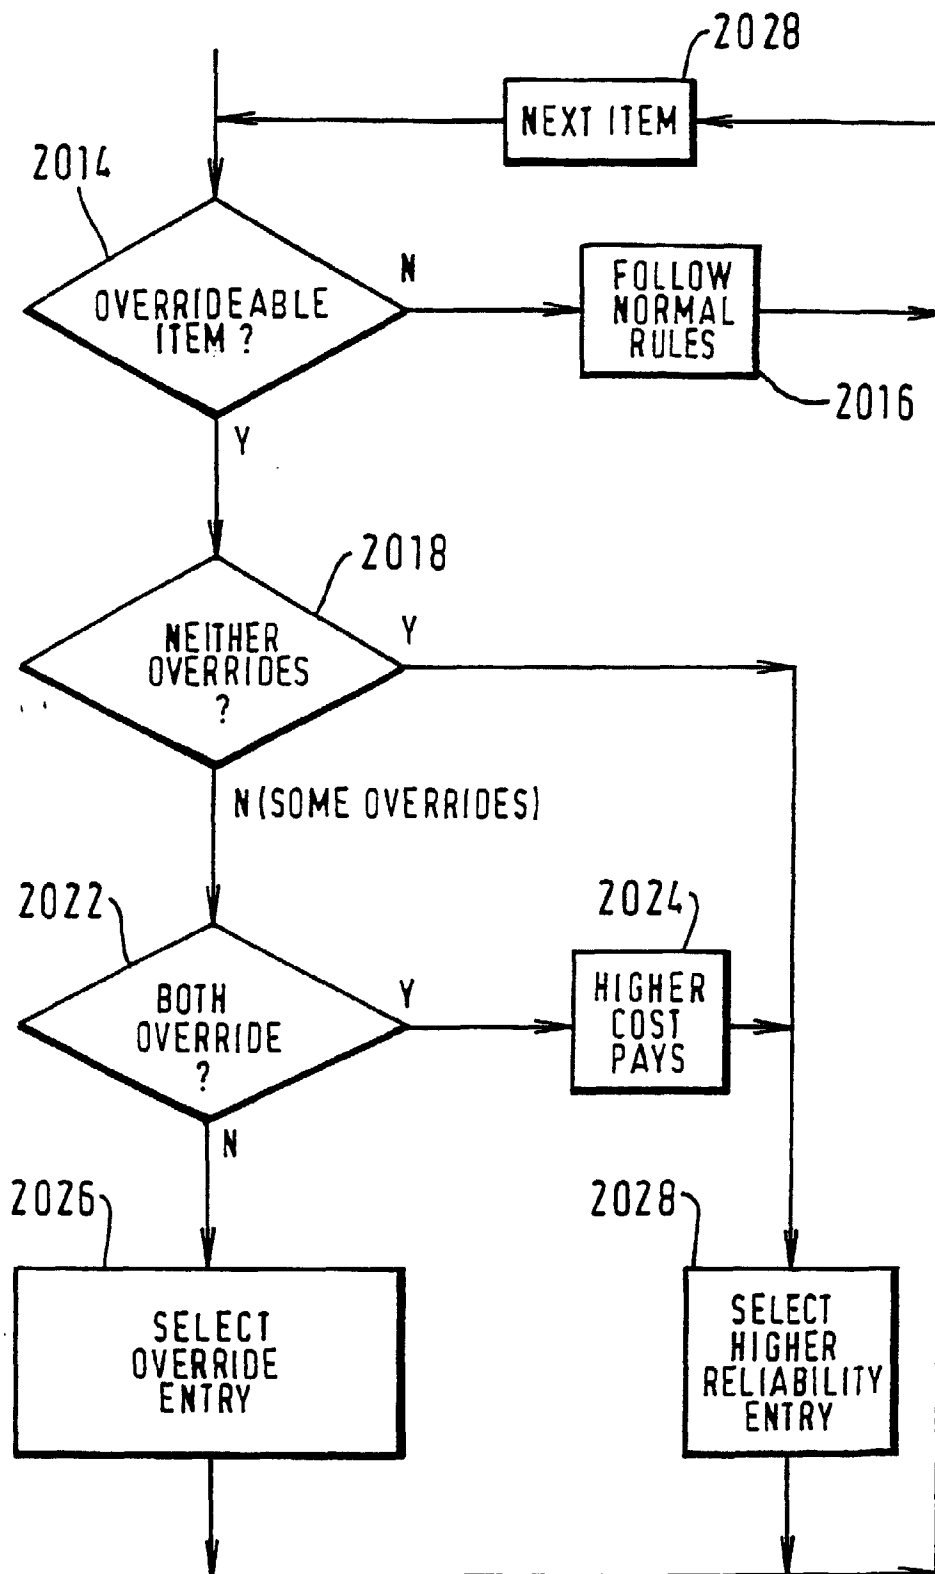 2028
NEXT ITEM
2014
OVERRIDEABLE
ITEM ?
N
FOLLOW
NORMAL
RULES
2016
Y
2018
NEITHER
OVERRIDES
?
Y
N (SOME OVERRIDES)
2022
BOTH
OVERRIDE
?
Y
2024
HIGHER
COST
PAYS
N
2026
SELECT
OVERRIDE
ENTRY
2028
SELECT
HIGHER
RELIABILITY
ENTRY